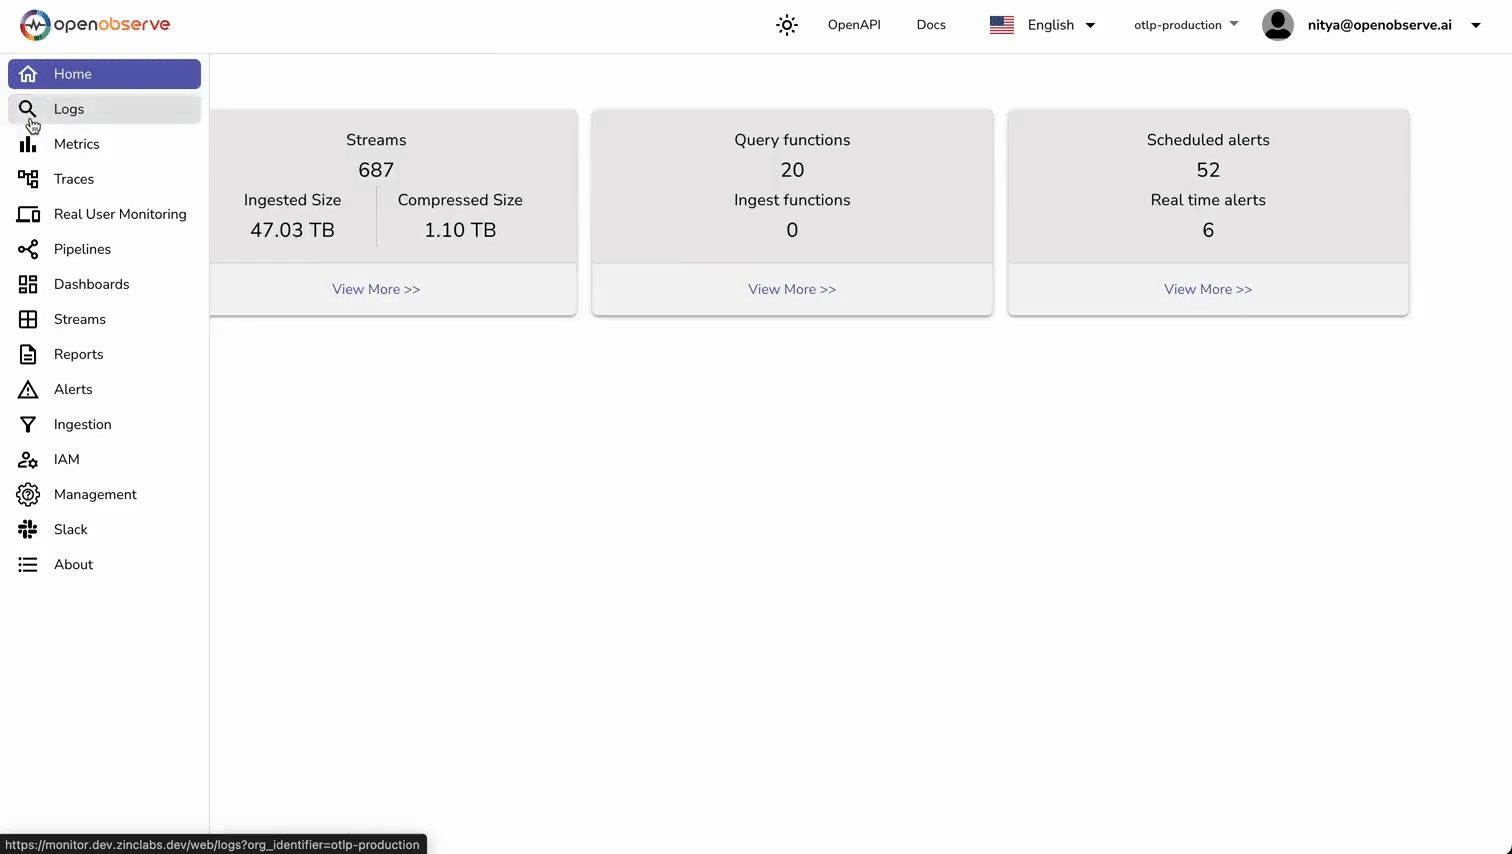 openobserve
OpenAPI
Docs
English
otlp-production
nitya@openobserve.ai
Home
Logs
Metrics
Traces
Real User Monitoring
Pipelines
Dashboards
Streams
Reports
Alerts
Ingestion
IAM
Management
Slack
About
Streams
687
Ingested Size
47.03 TB
Compressed Size
1.10 TB
View More >>
Query functions
20
Ingest functions
0
View More >>
Scheduled alerts
52
Real time alerts
6
View More >>
https://monitor.dev.zinclabs.dev/web/logs?org_identifier=otlp-production